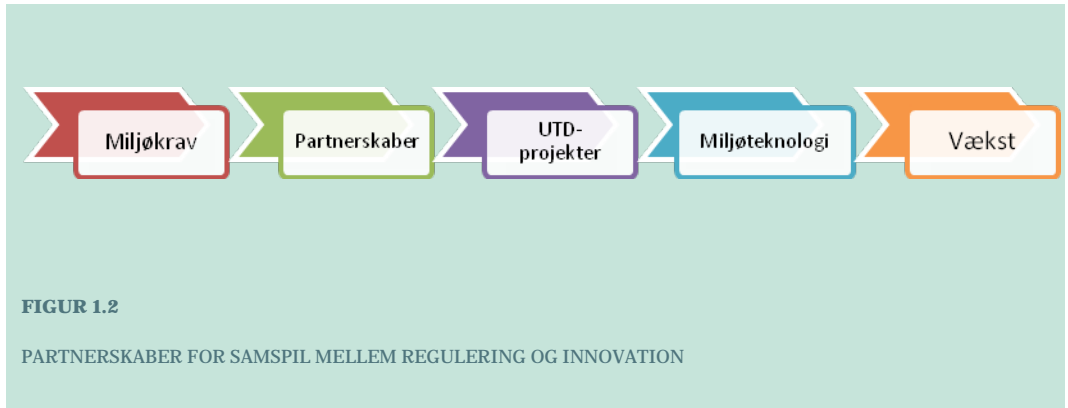 Miljøkrav
Partnerskaber
UTD-
projekter
Miljøteknologi
Vækst
FIGUR 1.2
PARTNERSKABER FOR SAMSPIL MELLEM REGULERING OG INNOVATION